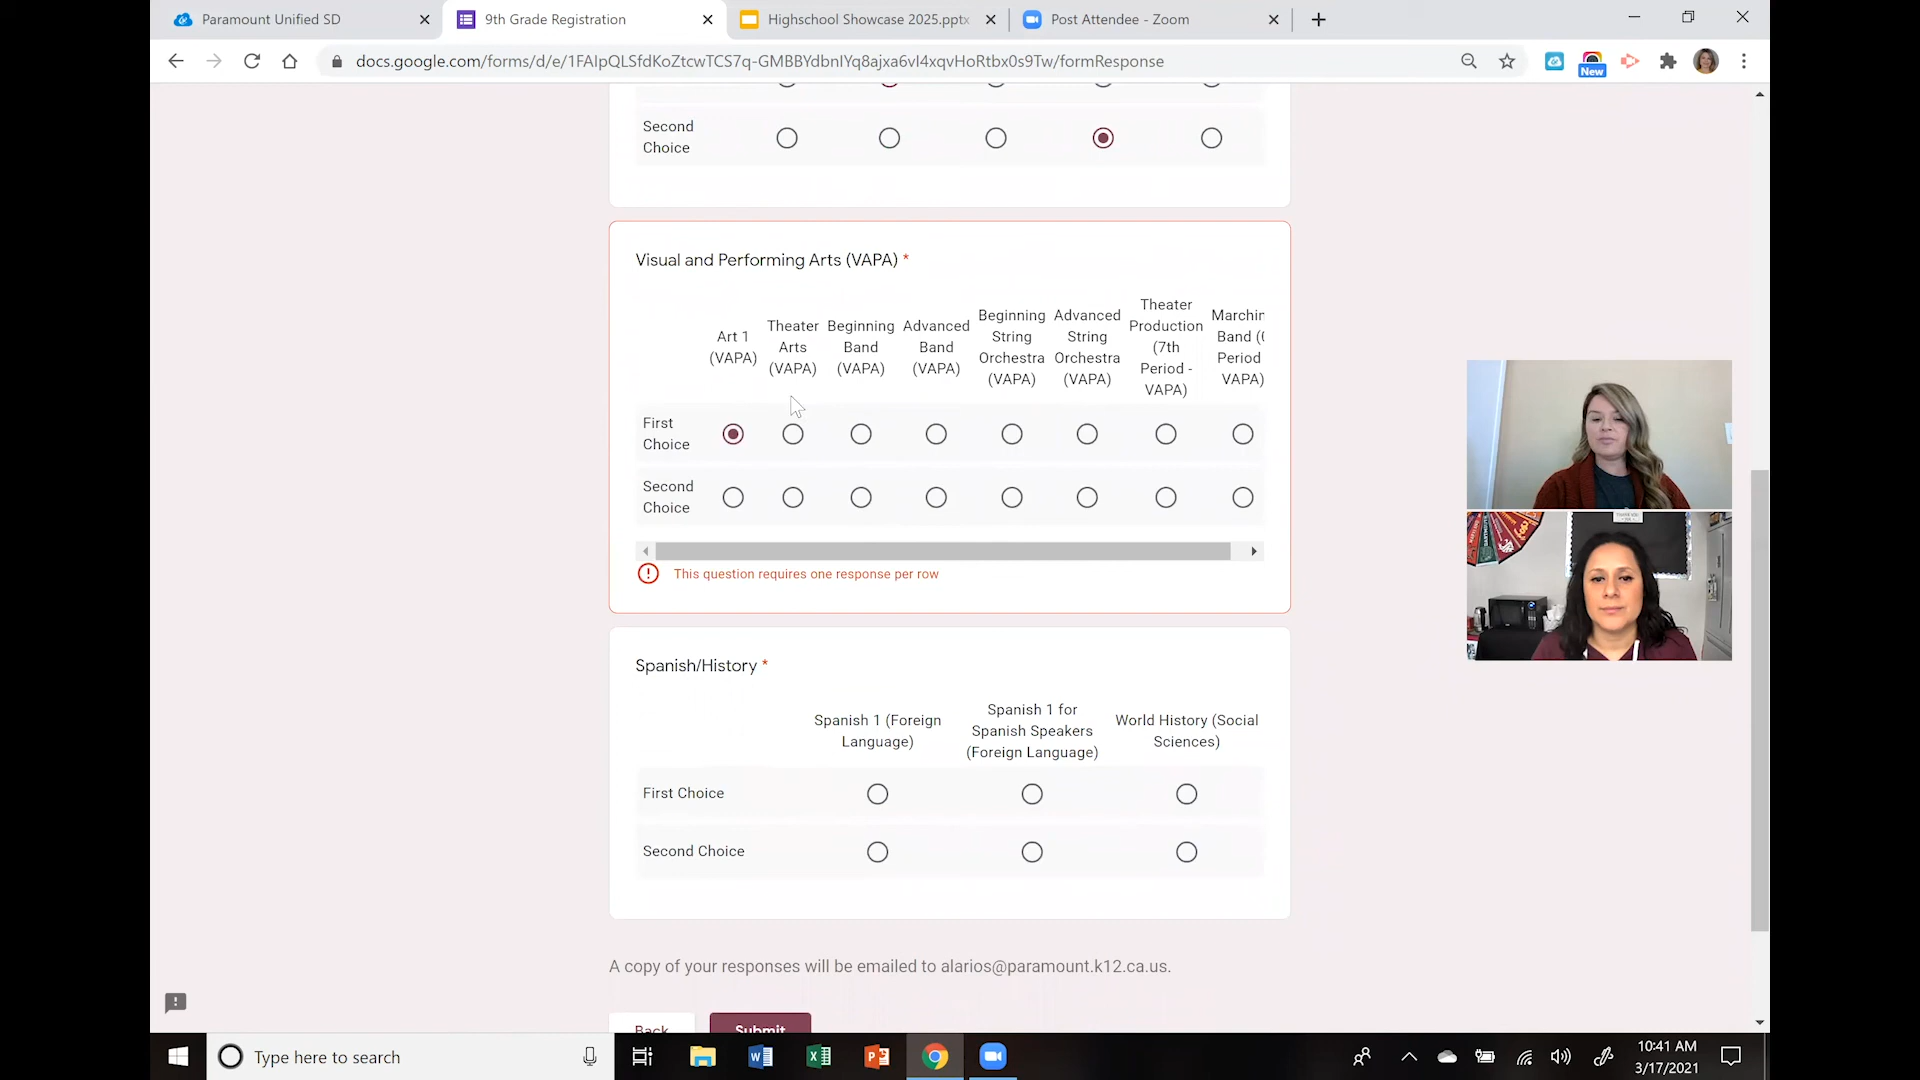 Paramount Unified SD
9th Grade Registration
Highschool Showcase 2025.pptx
Post Attendee - Zoom
docs.google.com/forms/d/e/1FAIpQLSfdKoZtcwTCS7q-GMBBYdbnIYq8ajxa6vI4xqvHoRtbx0s9Tw/formResponse
New
Second
Choice
Visual and Performing Arts (VAPA) *
Art 1
(VAPA)
Theater
Arts
(VAPA)
Beginning
Band
(VAPA)
Advanced
Band
(VAPA)
Beginning
String
Orchestra
(VAPA)
Advanced
String
Orchestra
(VAPA)
Theater
Production
(7th
Period -
VAPA)
Marchin
Band (
Period
VAPA)
First
Choice
Second
Choice
This question requires one response per row
Spanish/History *
Spanish 1 (Foreign
Language)
Spanish 1 for
Spanish Speakers
(Foreign Language)
World History (Social
Sciences)
First Choice
Second Choice
A copy of your responses will be emailed to alarios@paramount.k12.ca.us.
Back
Submit
Type here to search
10:41 AM
3/17/2021